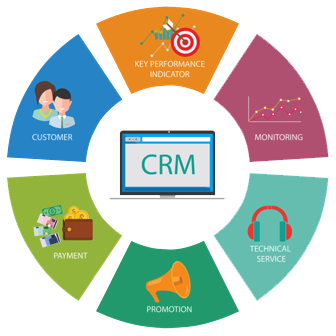 KEY PERFORMANCE
INDICATOR
CUSTOMER
MONITORING
CRM
PAYMENT
TECHNICAL
SERVICE
PROMOTION